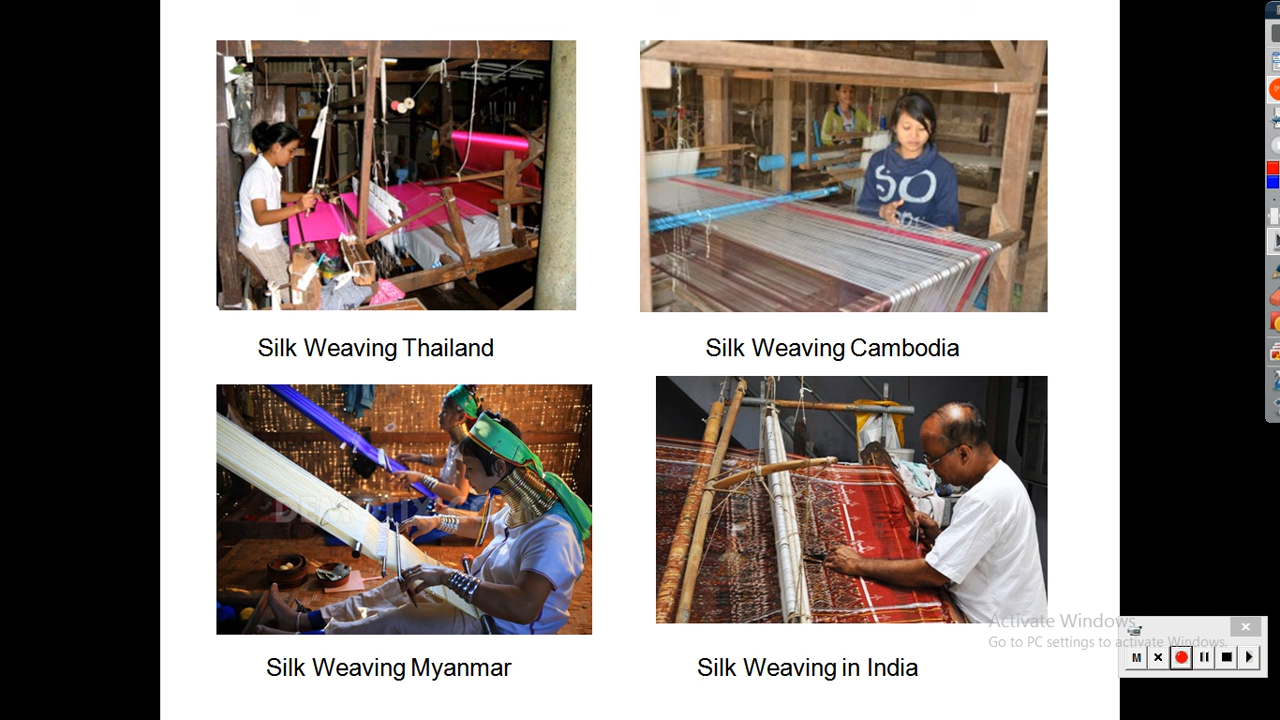 SO
Silk Weaving Thailand
Silk Weaving Cambodia
Silk Weaving Myanmar
Silk Weaving in India
Activate Windows
Go to PC settings to activate Windows.
M